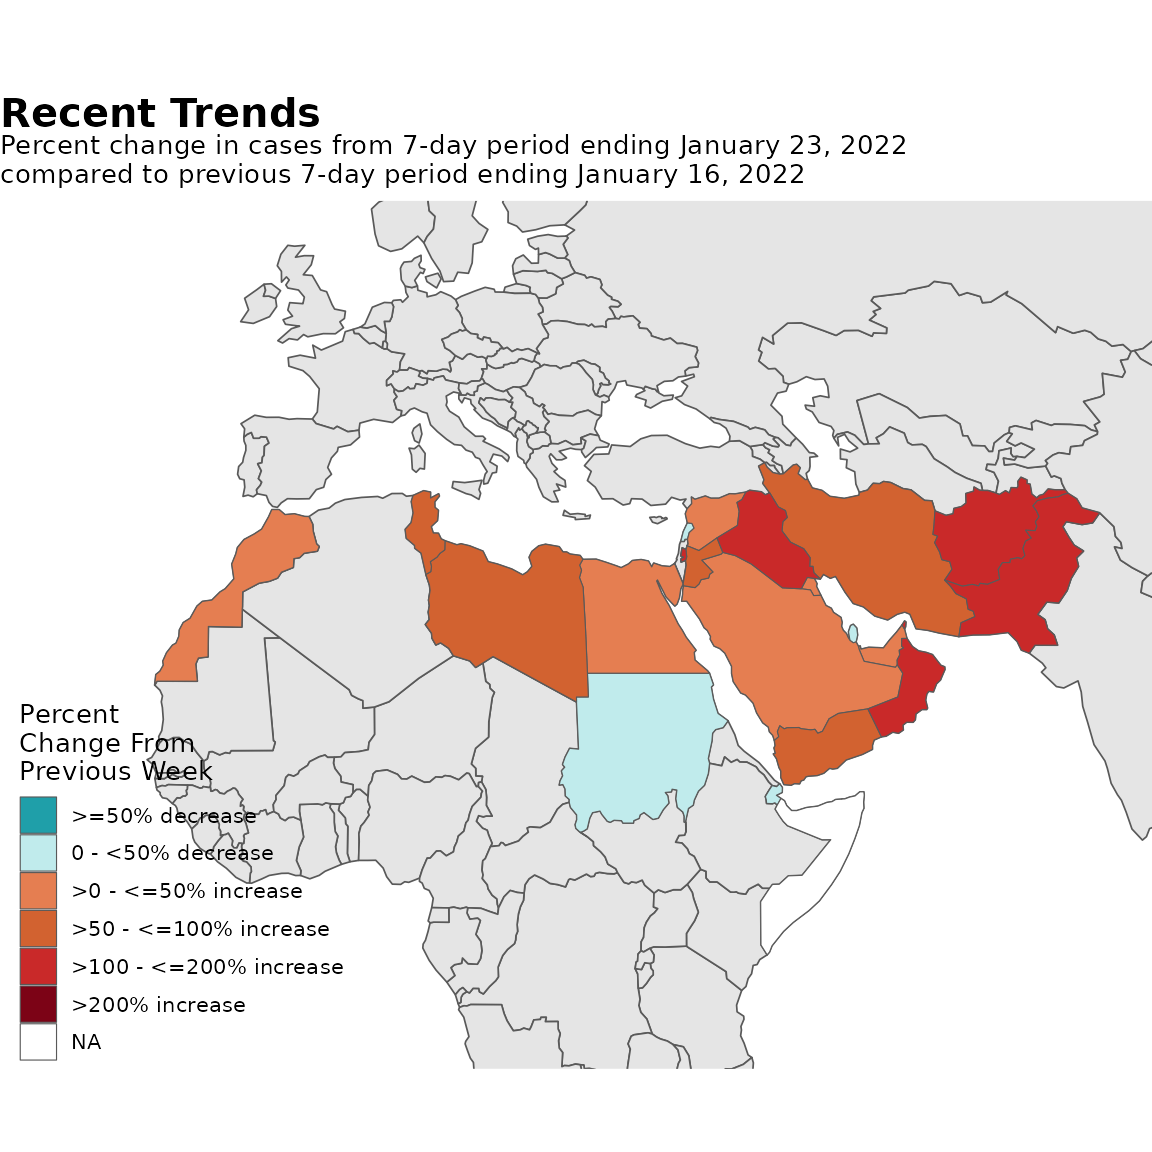 Recent Trends
Percent change in cases from 7-day period ending January 23, 2022
compared to previous 7-day period ending January 16, 2022
Percent
Change From
Previous Week
>=50% decrease
0 - <50% decrease
>0 - <=50% increase
>50 - <=100% increase
>100 - <=200% increase
>200% increase
NA